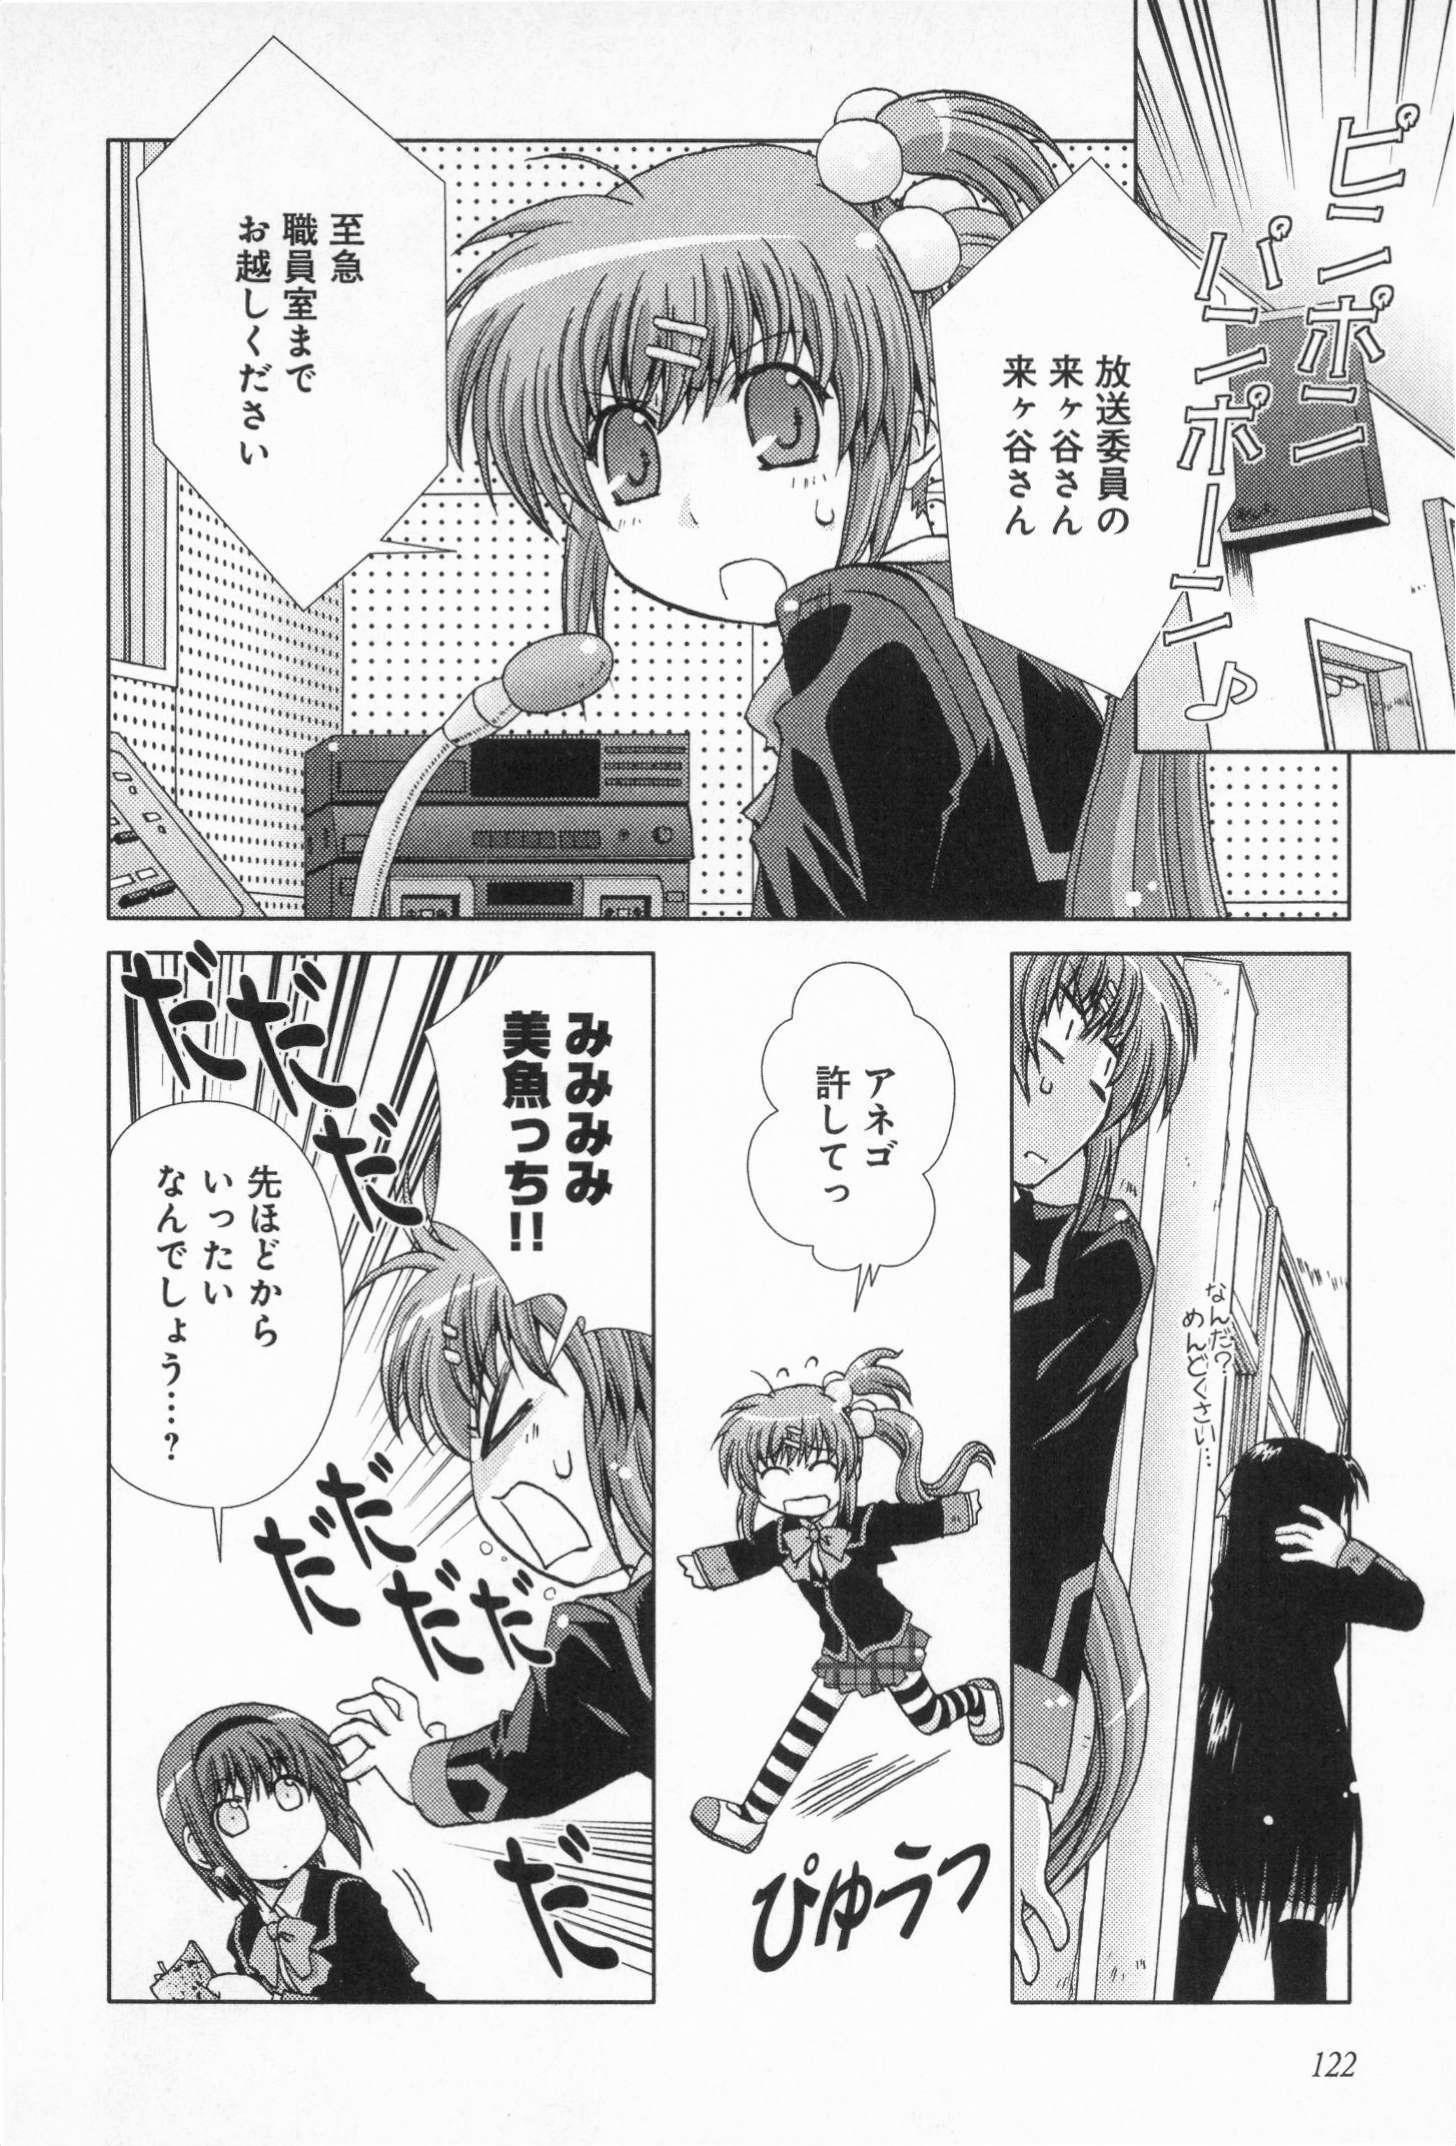 ピンポン
パンポーン♪
放送委員の
来ヶ谷さん
来ヶ谷さん
至急
職員室まで
お越しください
なんだ?
めんどくさい…
アネゴ
許してっ
ぴゅうっ
みみみみ
美魚っち!!
だだだ
だだだだ
だ
先ほどから
いったい
なんでしょう……?
122